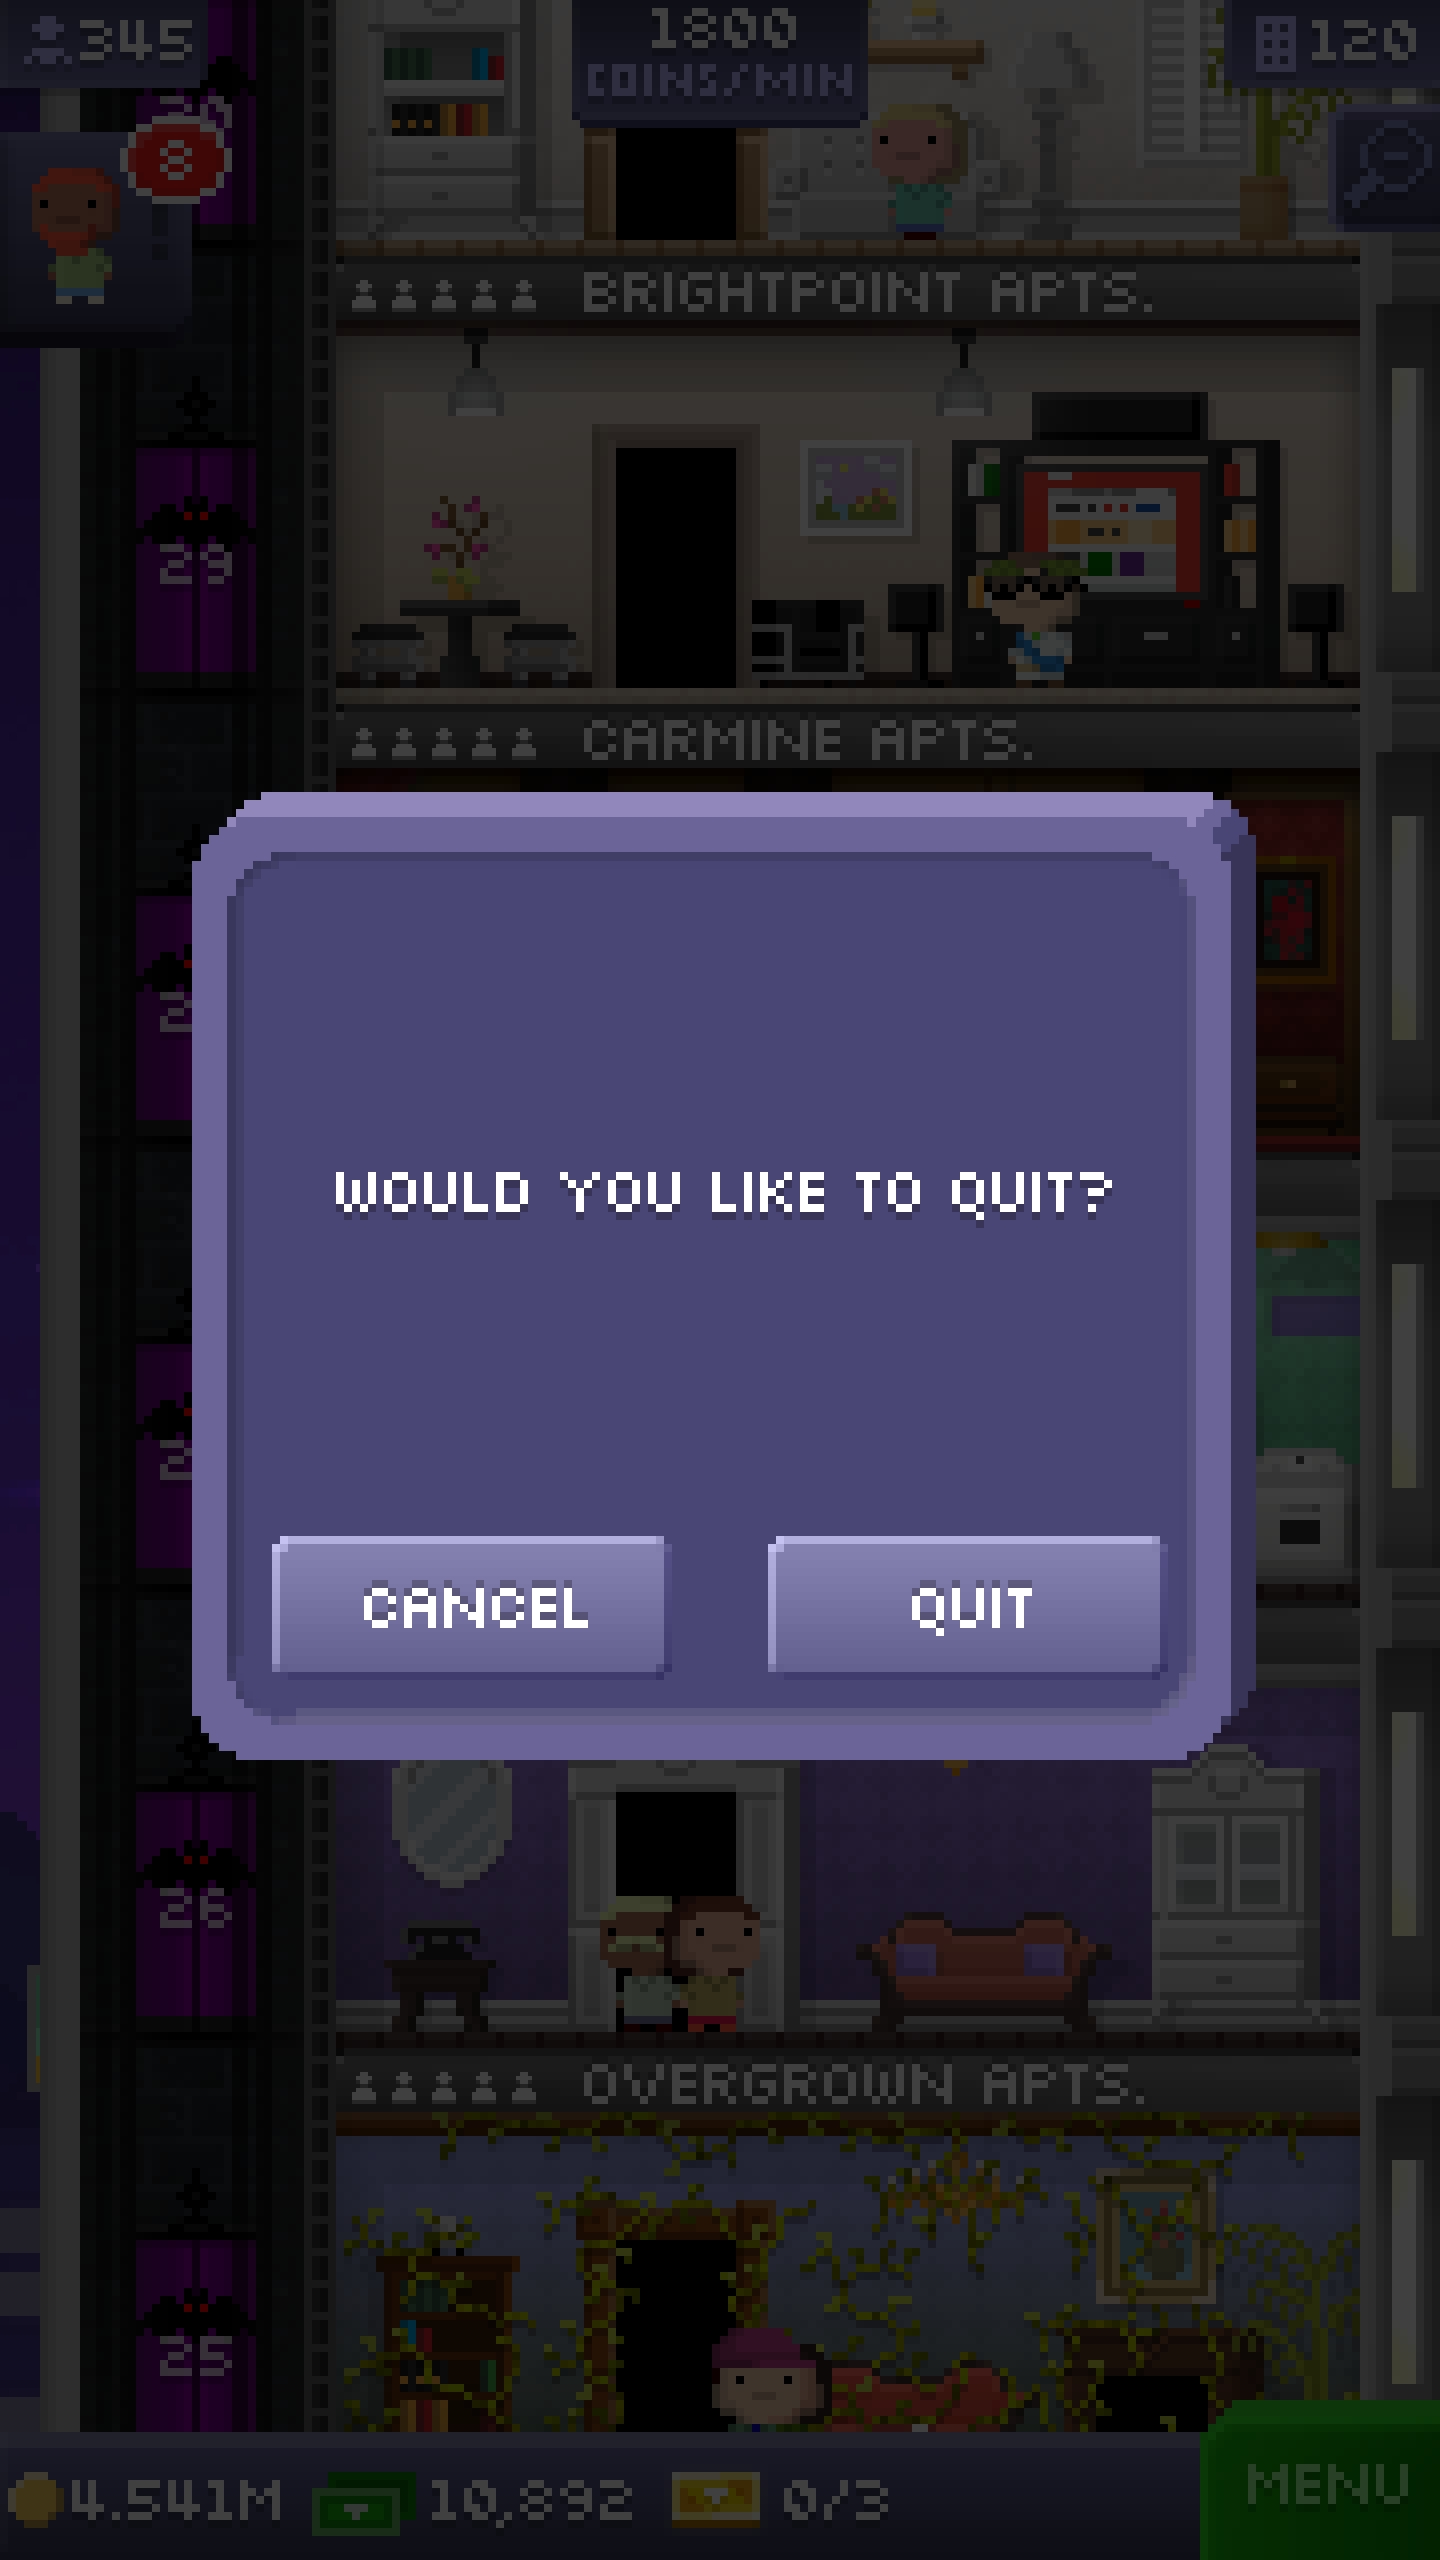 345
1800
COINS/MIN
120
8
BRIGHTPOINT APTS.
29
CARMINE APTS.
WOULD YOU LIKE TO QUIT?
CANCEL
QUIT
26
OVERGROWN APTS.
25
4.541M
10,892
0/3
MENU